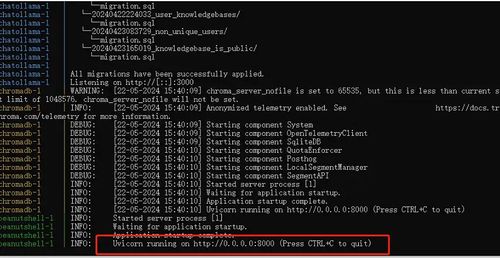 chatollama-1 | └─migration.sql
chatollama-1 | └─20240422224033_user_knowledgebases/
chatollama-1 | └─migration.sql
chatollama-1 | └─20240423083729_non_unique_users/
chatollama-1 | └─migration.sql
chatollama-1 | └─20240423165019_knowledge_is_public/
chatollama-1 | └─migration.sql
chatollama-1 |
chatollama-1 | All migrations have been successfully applied.
chatollama-1 | Listening on http://[::]:3000
chromadb-1 | WARNING: [22-05-2024 15:40:09] chroma_server_nofile is set to 65535, but this is less than current s
t limit of 1048576. chroma_server_nofile will not be set.
chromadb-1 | INFO: [22-05-2024 15:40:09] Anonymized telemetry enabled. See https://docs.tr
uroma.com/telemetry for more information.
chromadb-1 | DEBUG: [22-05-2024 15:40:09] Starting component System
chromadb-1 | DEBUG: [22-05-2024 15:40:09] Starting component OpenTelemetryClient
chromadb-1 | DEBUG: [22-05-2024 15:40:09] Starting component SqliteDB
chromadb-1 | DEBUG: [22-05-2024 15:40:09] Starting component QuotaEnforcer
chromadb-1 | DEBUG: [22-05-2024 15:40:09] Starting component Posthog
chromadb-1 | DEBUG: [22-05-2024 15:40:09] Starting component LocalSegmentManager
chromadb-1 | DEBUG: [22-05-2024 15:40:09] Starting component SegmentAPI
chromadb-1 | INFO: [22-05-2024 15:40:09] Started server process [1]
chromadb-1 | INFO: [22-05-2024 15:40:09] Waiting for application startup.
chromadb-1 | INFO: [22-05-2024 15:40:09] Application startup complete.
chromadb-1 | INFO: [22-05-2024 15:40:09] Uvicorn running on http://0.0.0.0:8000 (Press CTRL+C to quit)
peanutshell-1 | INFO: Started server process [1]
peanutshell-1 | INFO: Waiting for application startup.
peanutshell-1 | INFO: Application startup complete.
peanutshell-1 | INFO: Uvicorn running on http://0.0.0.0:8000 (Press CTRL+C to quit)